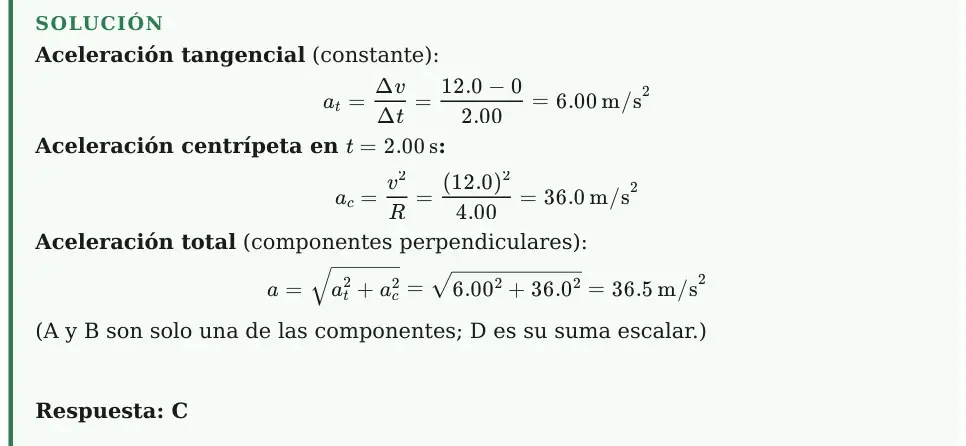 SOLUCIÓN
Aceleración tangencial (constante):
a_t = Δv/Δt = (12.0 − 0)/2.00 = 6.00 m/s²
Aceleración centrípeta en t = 2.00 s:
a_c = v²/R = (12.0)²/4.00 = 36.0 m/s²
Aceleración total (componentes perpendiculares):
a = √(a_t² + a_c²) = √(6.00² + 36.0²) = 36.5 m/s²
(A y B son solo una de las componentes; D es su suma escalar.)
Respuesta: C